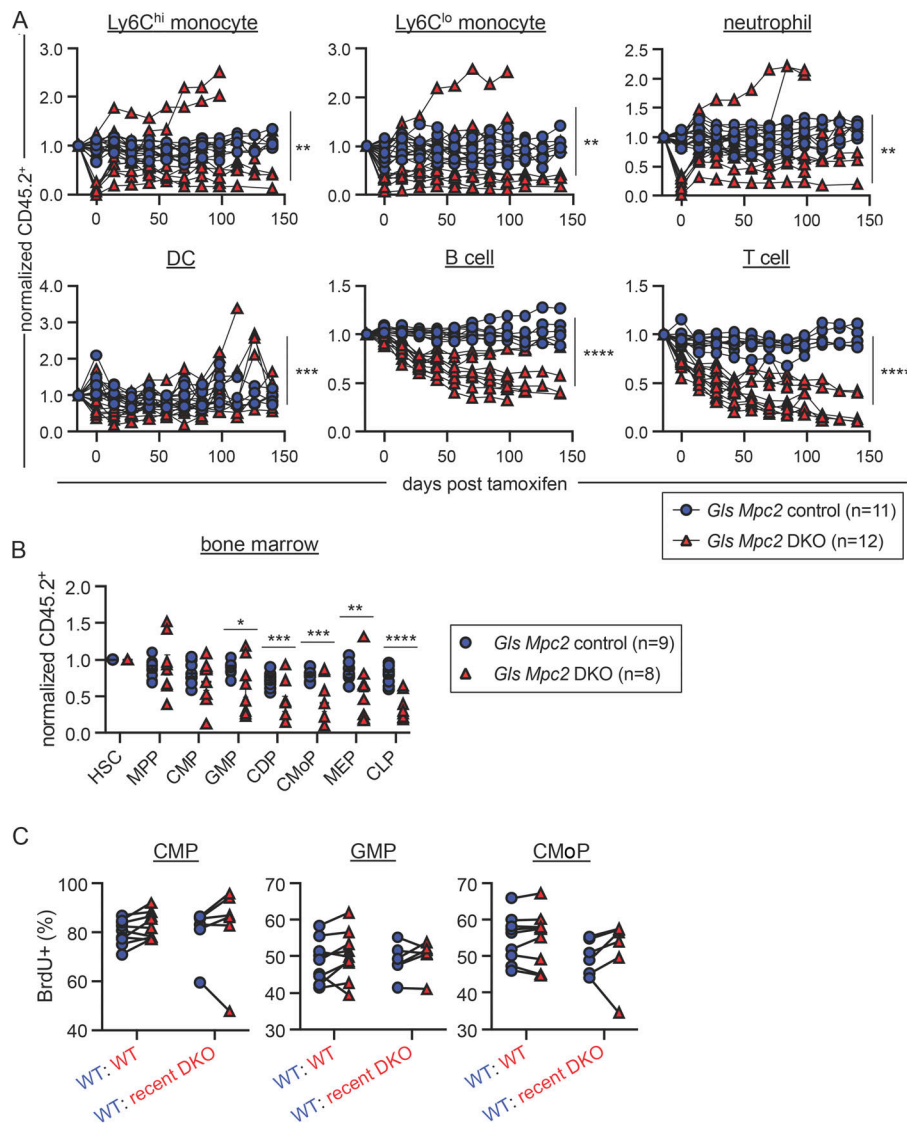 A
Ly6Chi monocyte
Ly6Clo monocyte
neutrophil
3.0
2.0
1.0
0.0
0 50 100 150
**
3.0
2.0
1.0
0.0
0 50 100 150
**
2.5
2.0
1.5
1.0
0.5
0.0
0 50 100 150
**
normalized CD45.2+
DC
B cell
T cell
4.0
3.0
2.0
1.0
0.0
0 50 100 150
***
1.5
1.0
0.5
0.0
0 50 100 150
****
1.5
1.0
0.5
0.0
0 50 100 150
****
days post tamoxifen
Gls Mpc2 control (n=11)
Gls Mpc2 DKO (n=12)
B
bone marrow
normalized CD45.2+
2.0
1.5
1.0
0.5
0.0
* *** *** ** ****
HSC MPP CMP GMP CDP CMoP MEP CLP
Gls Mpc2 control (n=9)
Gls Mpc2 DKO (n=8)
C
CMP
GMP
CMoP
BrdU+ (%)
100
80
60
40
WT: WT
WT: recent DKO
70
60
50
40
30
WT: WT
WT: recent DKO
70
60
50
40
30
WT: WT
WT: recent DKO